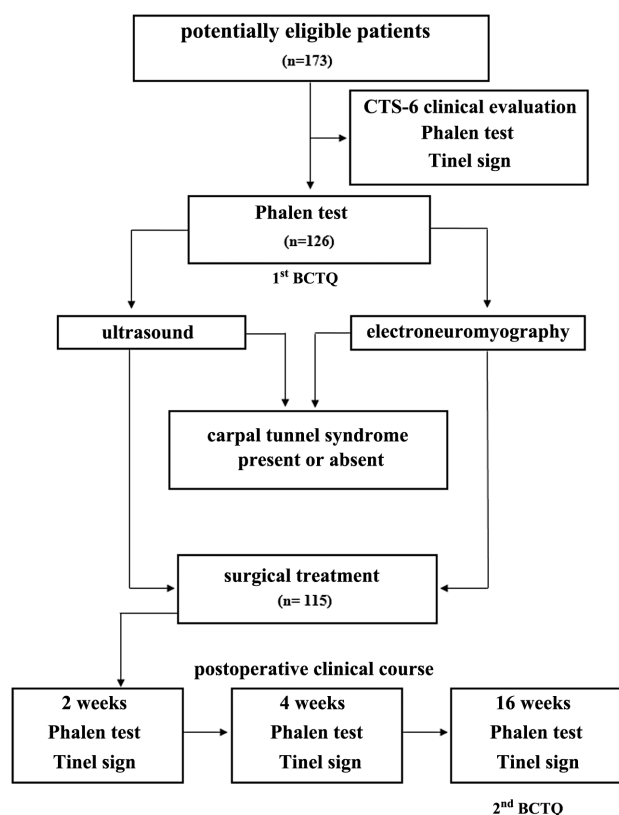 potentially eligible patients
(n=173)
CTS-6 clinical evaluation
Phalen test
Tinel sign
Phalen test
(n=126)
1st BCTQ
ultrasound
electroneuromyography
carpal tunnel syndrome
present or absent
surgical treatment
(n= 115)
postoperative clinical course
2 weeks
Phalen test
Tinel sign
4 weeks
Phalen test
Tinel sign
16 weeks
Phalen test
Tinel sign
2nd BCTQ